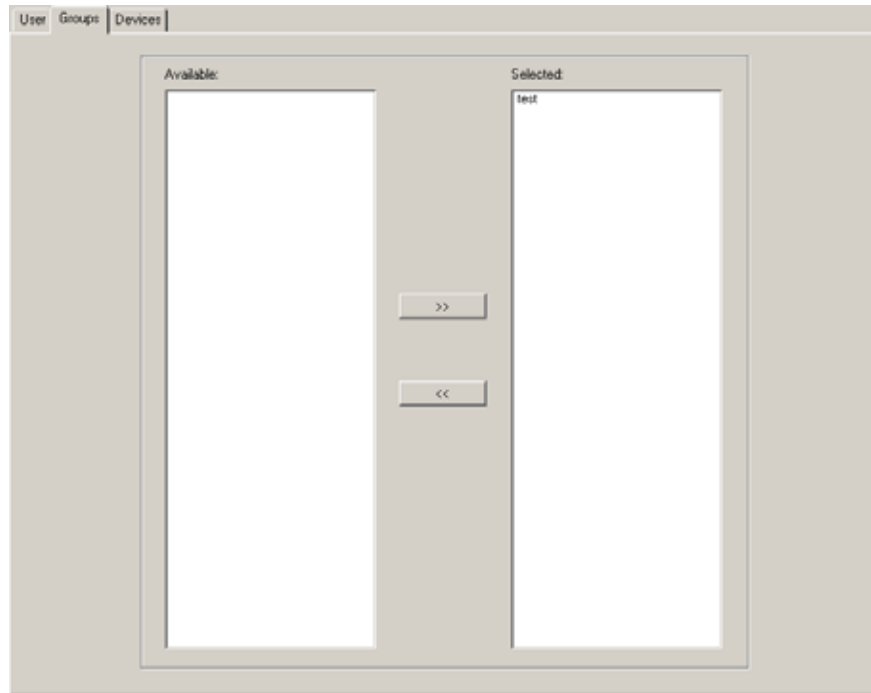 User Groups Devices
Available:
Selected:
test
>>
<<